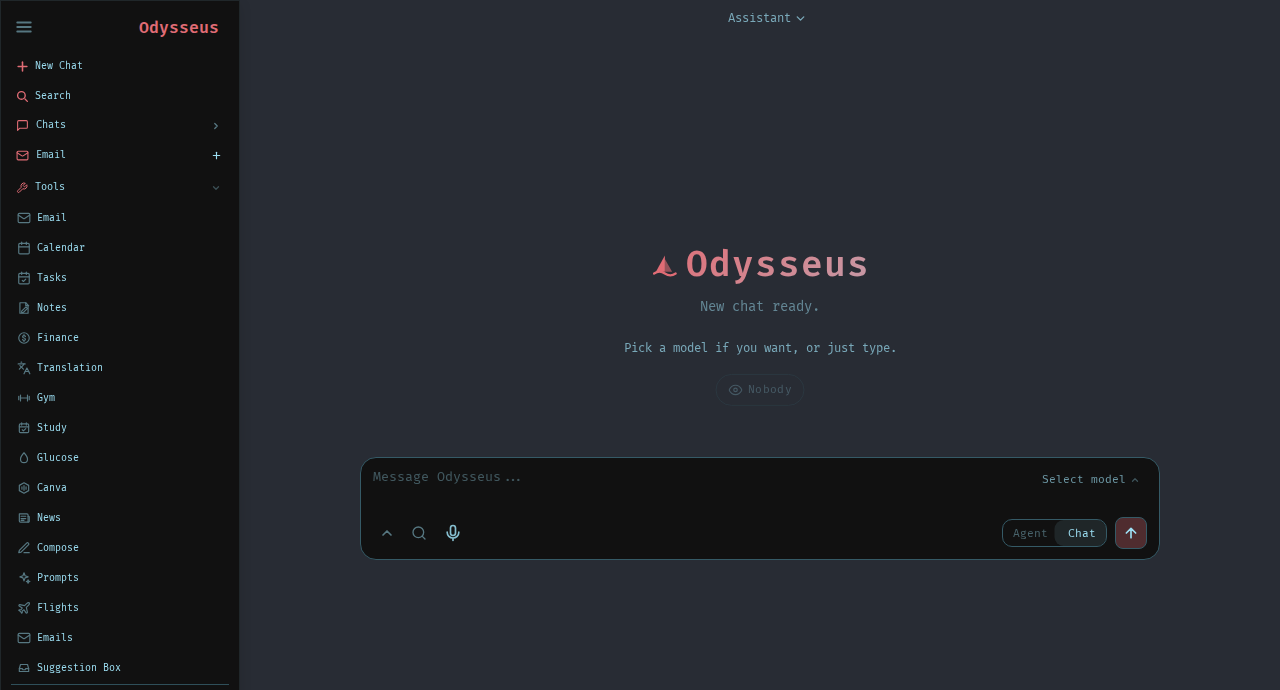 Odysseus
New Chat
Search
Chats
Email
Tools
Email
Calendar
Tasks
Notes
Finance
Translation
Gym
Study
Glucose
Canva
News
Compose
Prompts
Flights
Emails
Suggestion Box
Assistant
Odysseus
New chat ready.
Pick a model if you want, or just type.
Nobody
Message Odysseus...
Select model
Agent Chat